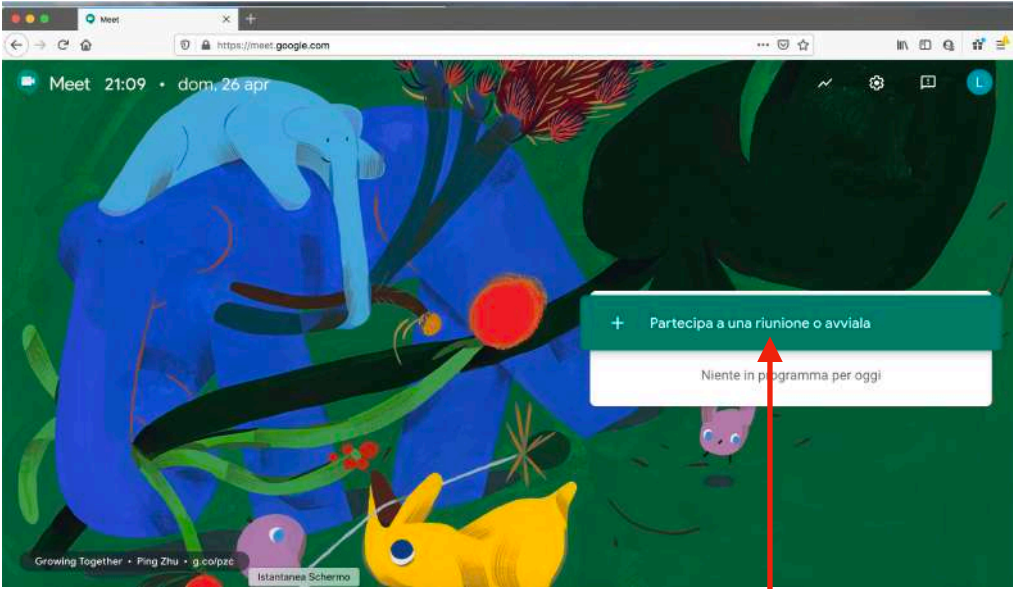 Meet
https://meet.google.com
Meet 21:09 • dom, 26 apr
L
Partecipa a una riunione o avviala
Niente in programma per oggi
Growing Together • Ping Zhu • g.co/pzc
Istantanea Schermo